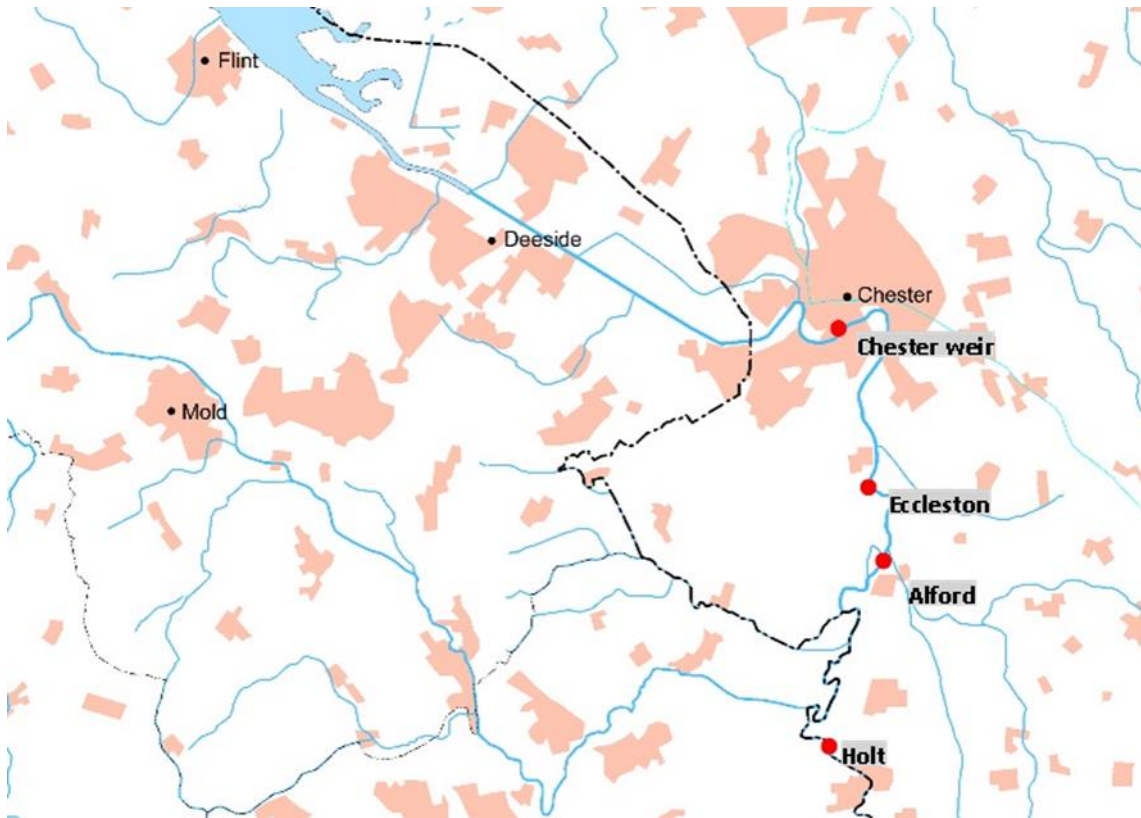 Flint
Deeside
Chester
Chester weir
Mold
Eccleston
Alford
Holt